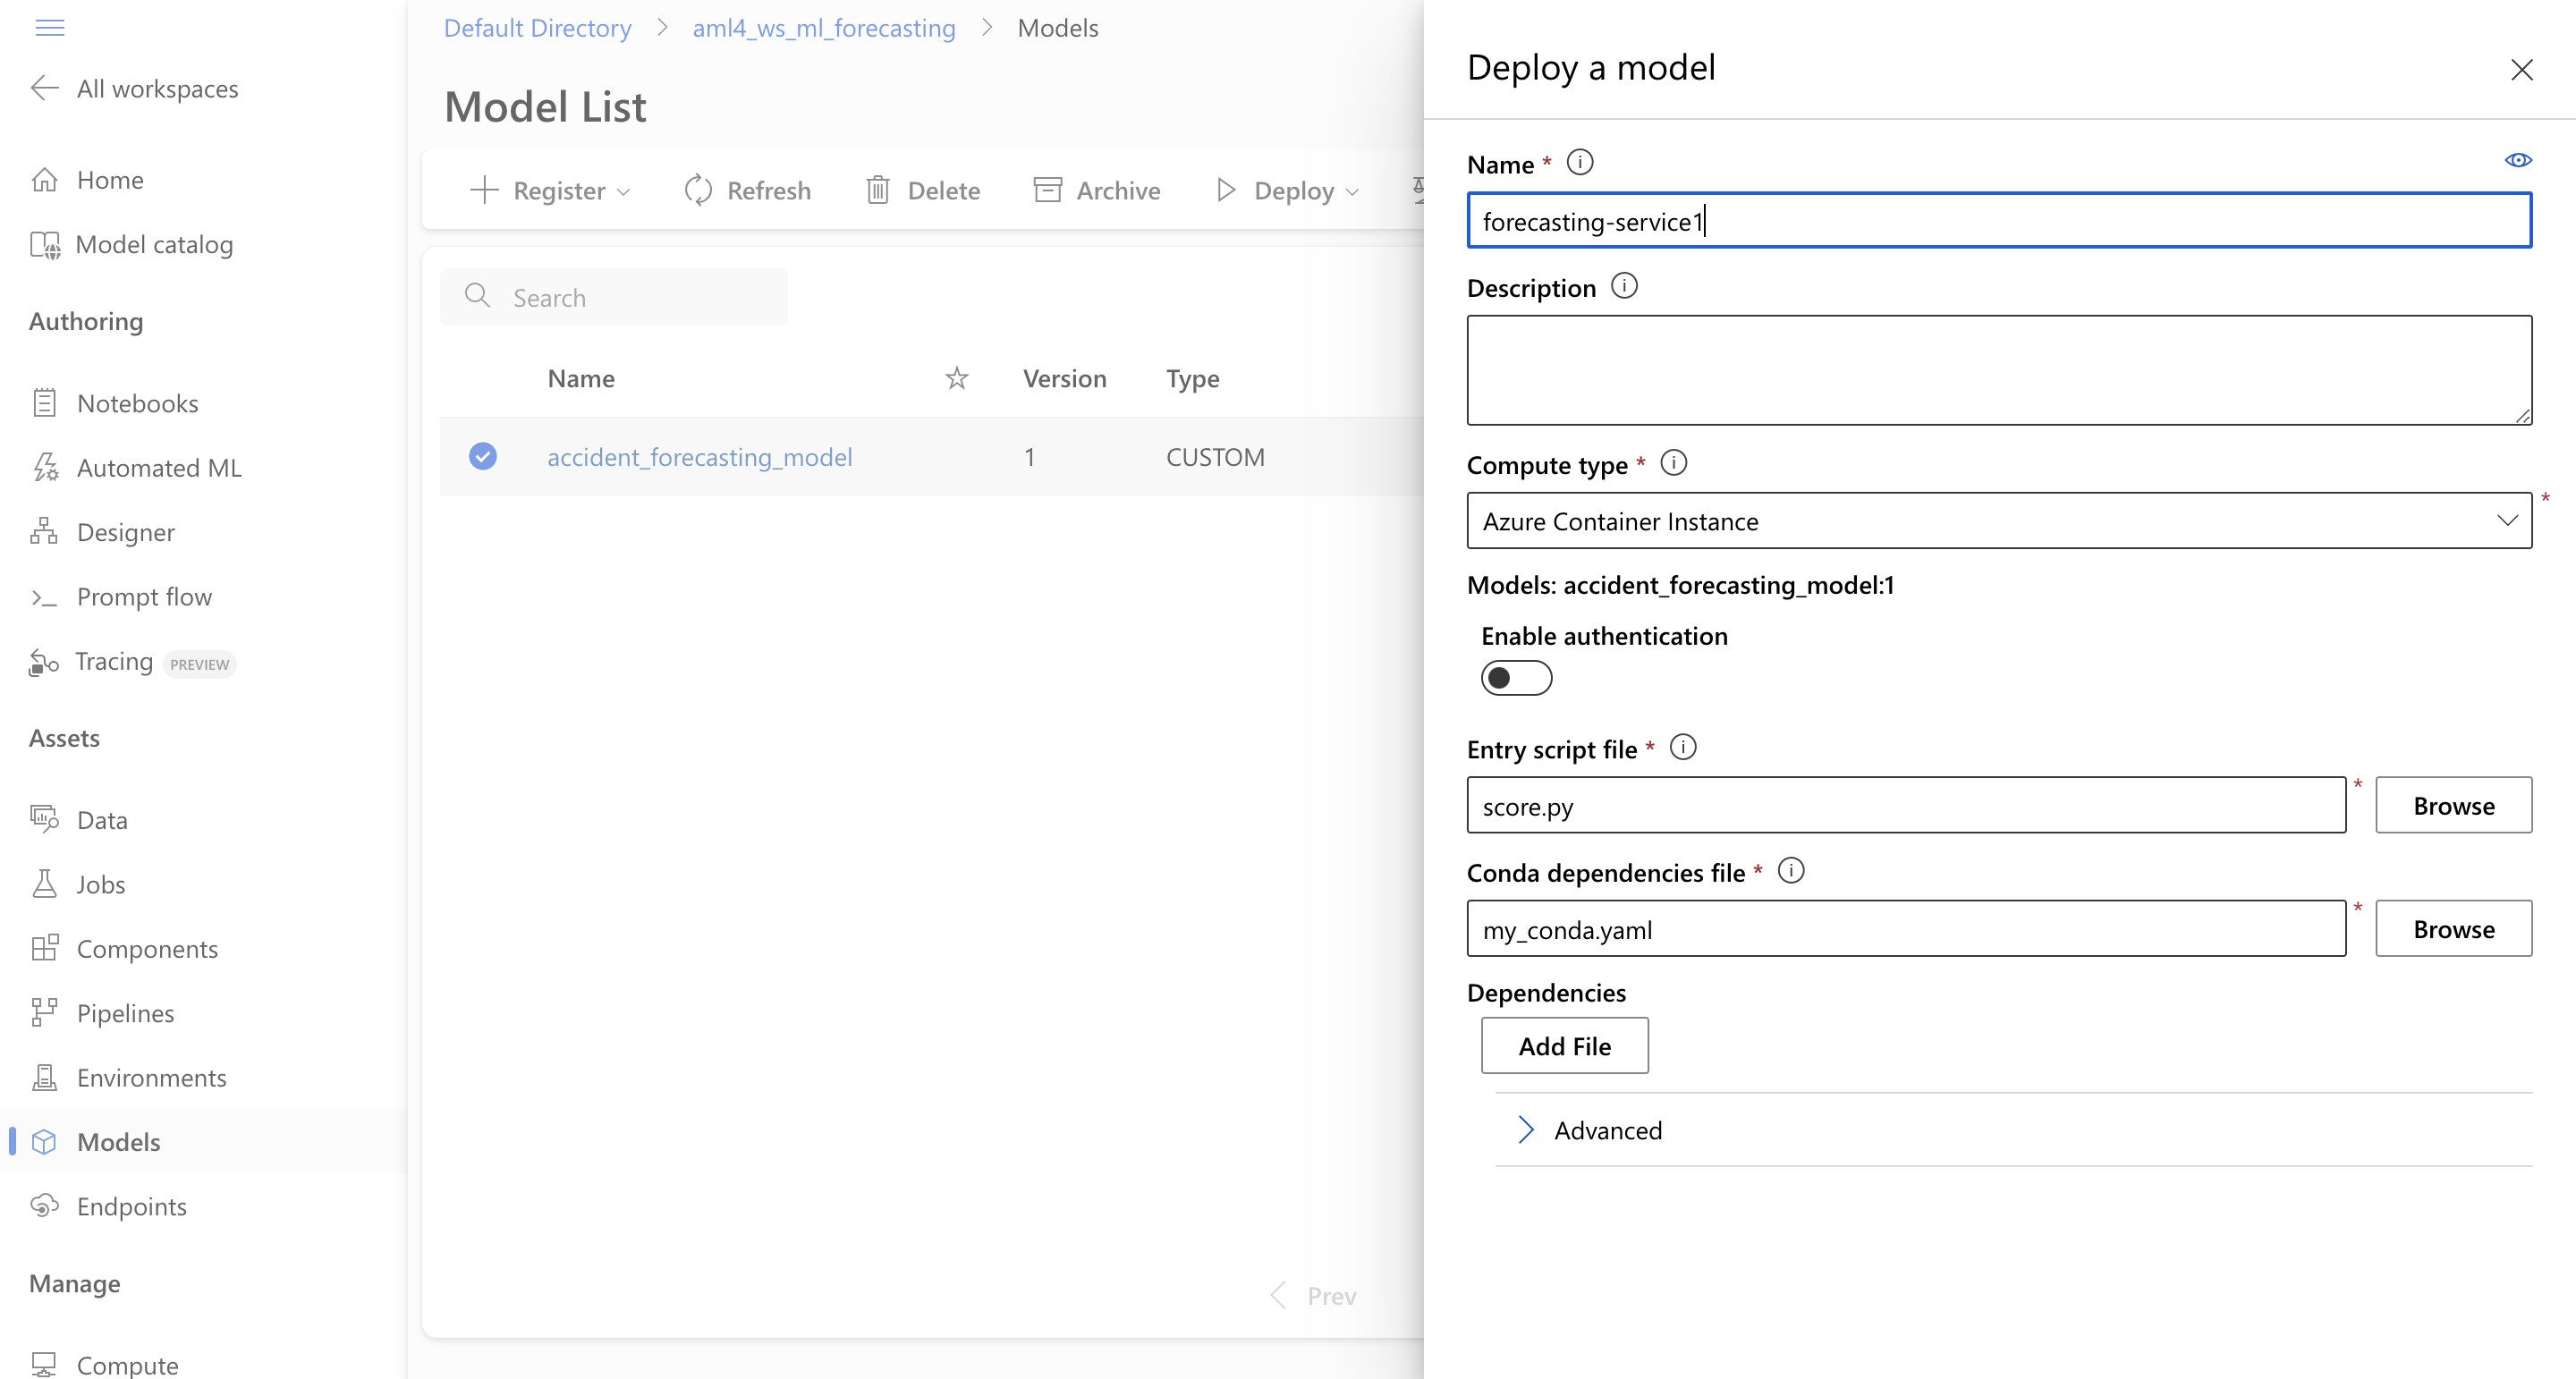 All workspaces
Home
Model catalog
Authoring
Notebooks
Automated ML
Designer
Prompt flow
Tracing PREVIEW
Assets
Data
Jobs
Components
Pipelines
Environments
Models
Endpoints
Manage
Compute
Default Directory > aml4_ws_ml_forecasting > Models
Model List
Register Refresh Delete Archive Deploy
Search
Name Version Type
accident_forecasting_model 1 CUSTOM
Prev
Deploy a model
Name *
forecasting-service1
Description
Compute type *
Azure Container Instance *
Models: accident_forecasting_model:1
Enable authentication
Entry script file *
score.py * Browse
Conda dependencies file *
my_conda.yaml * Browse
Dependencies
Add File
Advanced